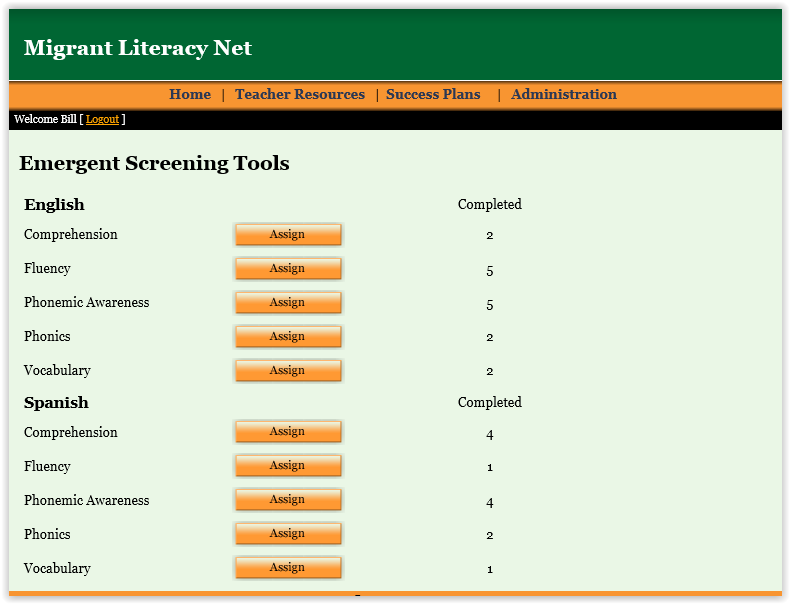 Migrant Literacy Net
Home | Teacher Resources | Success Plans | Administration
Welcome Bill [ Logout ]
Emergent Screening Tools
English Completed
Comprehension Assign 2
Fluency Assign 5
Phonemic Awareness Assign 5
Phonics Assign 2
Vocabulary Assign 2
Spanish Completed
Comprehension Assign 4
Fluency Assign 1
Phonemic Awareness Assign 4
Phonics Assign 2
Vocabulary Assign 1